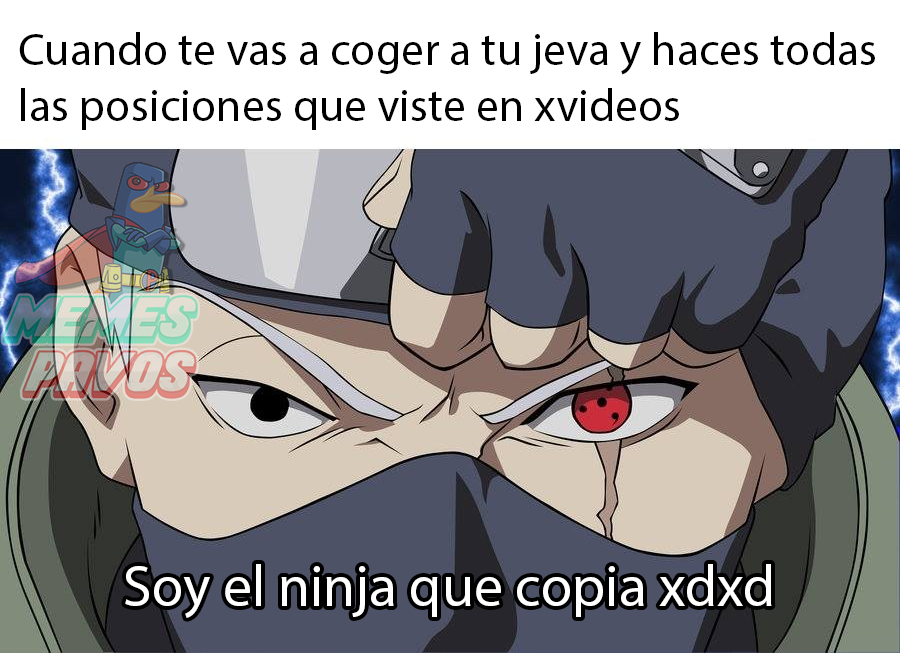 Cuando te vas a coger a tu jeva y haces todas
las posiciones que viste en xvideos
MEMES
PAVOS
Soy el ninja que copia xdxd